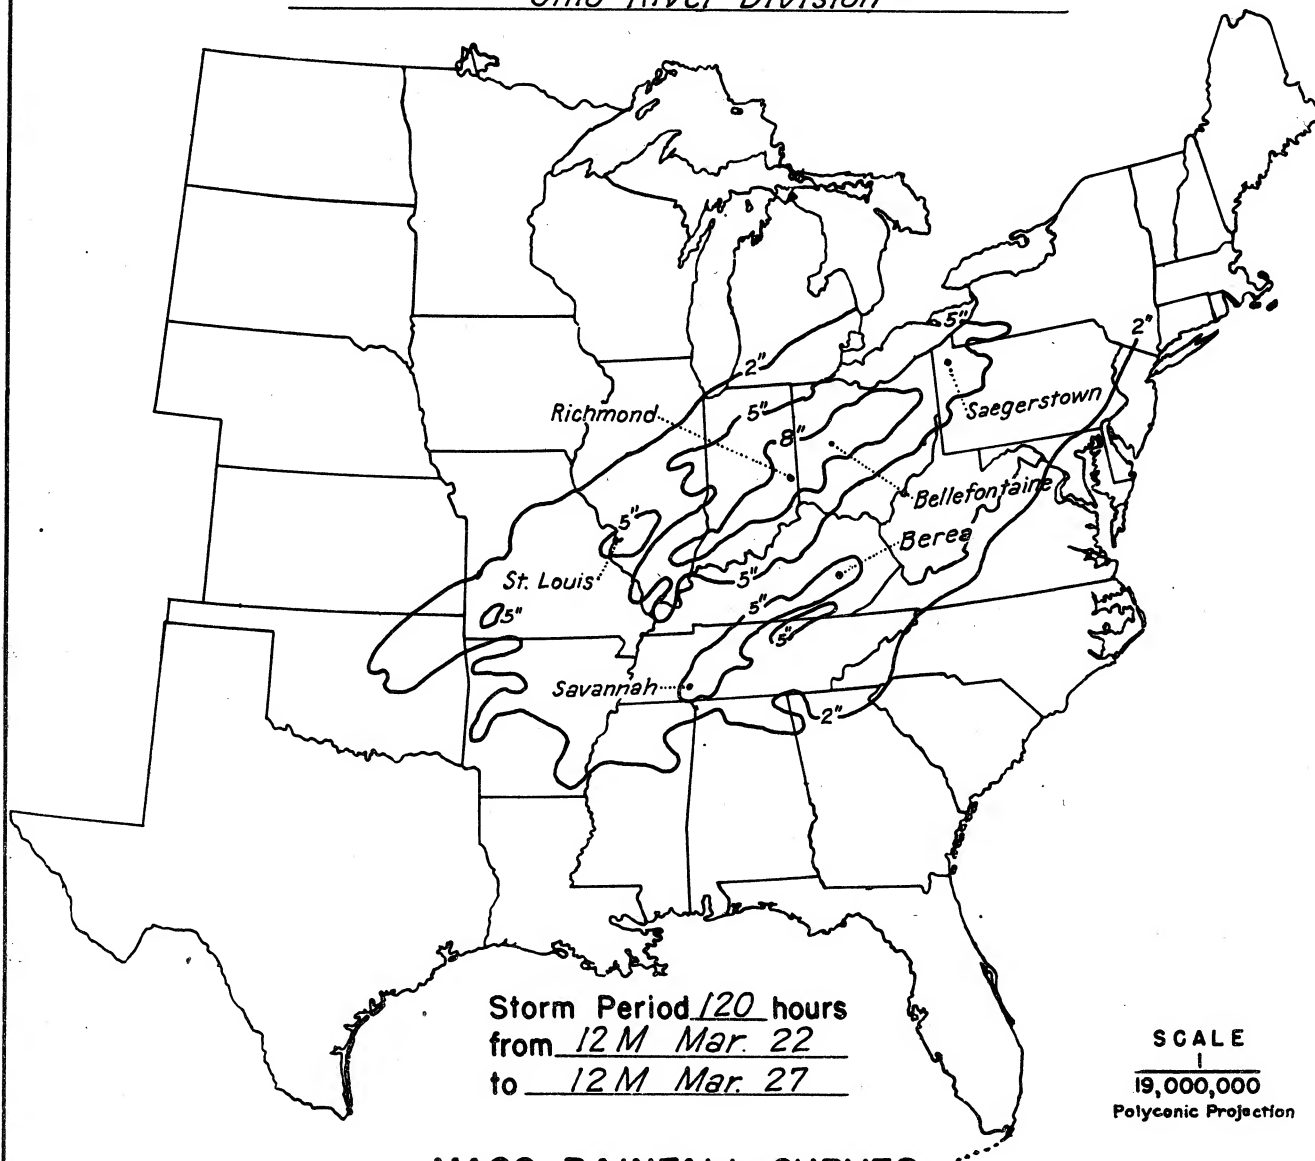 Ohio River Division
5"
2"
2"
Richmond
5"
Saegerstown
8"
Bellefontaine
5"
Berea
St. Louis
5"
5"
5"
5"
Savannah
2"
Storm Period 120 hours
from 12 M Mar. 22
to 12 M Mar. 27
SCALE
1
19,000,000
Polyconic Projection
MASS RAINFALL CURVES